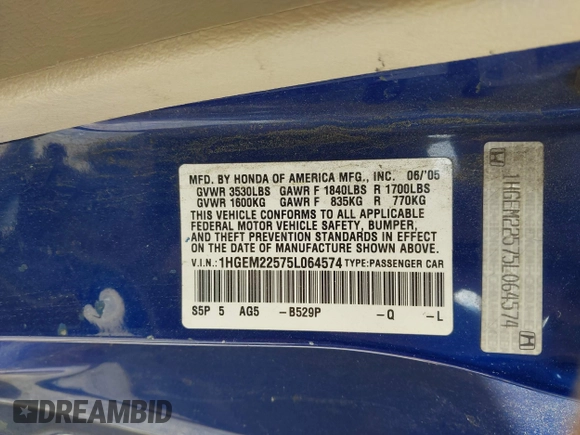 MFD. BY HONDA OF AMERICA MFG., INC. 06/'05
GVWR 3530LBS GAWR F 1840LBS R 1700LBS
GVWR 1600KG GAWR F 835KG R 770KG
THIS VEHICLE CONFORMS TO ALL APPLICABLE
FEDERAL MOTOR VEHICLE SAFETY, BUMPER,
AND THEFT PREVENTION STANDARDS IN EFFECT
ON THE DATE OF MANUFACTURE SHOWN ABOVE.
V.I.N.: 1HGEM22575L064574 TYPE:PASSENGER CAR
S5P 5 AG5 -B529P -Q -L
1HGEM22575L064574
DREAMBID